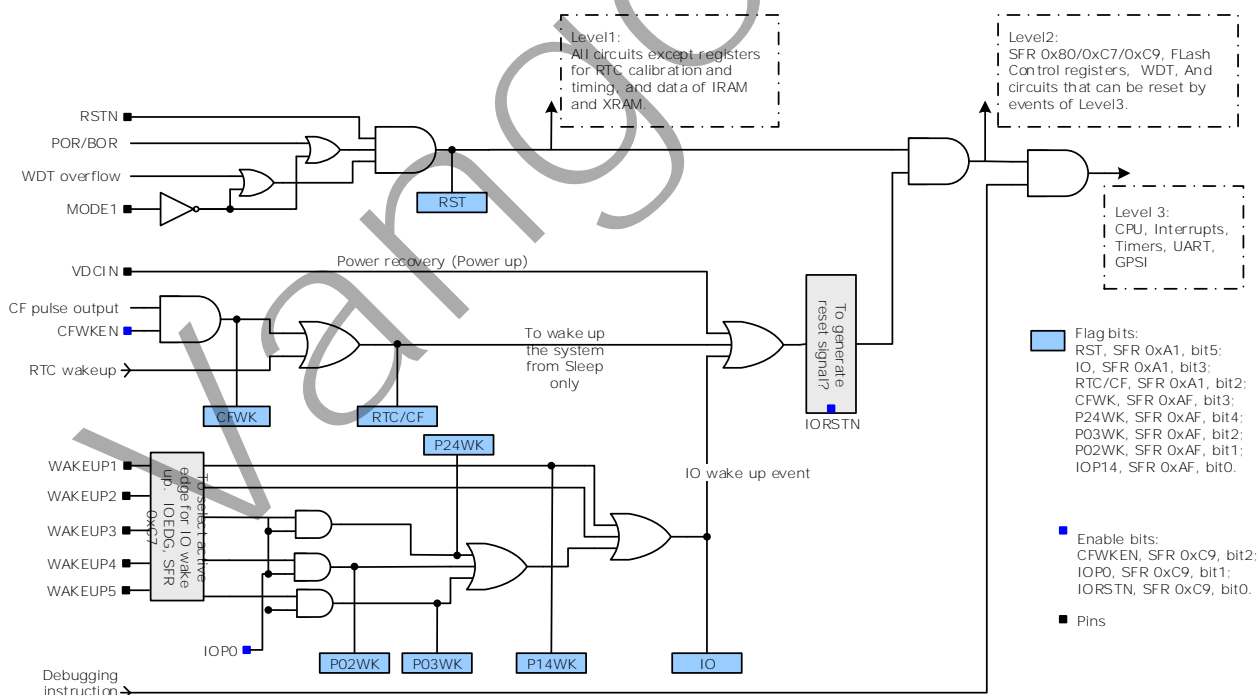 Level1:
All circuits except registers
for RTC calibration and
timing, and data of IRAM
and XRAM.
Level2:
SFR 0x80/0xC7/0xC9, FLash
Control registers, WDT, And
circuits that can be reset by
events of Level3.
RSTN
POR/BOR
WDT overflow
MODE1
RST
Level 3:
CPU, Interrupts,
Timers, UART,
GPSI
VDCIN
Power recovery (Power up)
CF pulse output
CFWKEN
RTC wakeup
To wake up
the system
from Sleep
only
To generate
reset signal?
IORSTN
CFWK
RTC/CF
Flag bits:
RST, SFR 0xA1, bit5;
IO, SFR 0xA1, bit3;
RTC/CF, SFR 0xA1, bit2;
CFWK, SFR 0xAF, bit3;
P24WK, SFR 0xAF, bit4;
P03WK, SFR 0xAF, bit2;
P02WK, SFR 0xAF, bit1;
IOP14, SFR 0xAF, bit0.
P24WK
WAKEUP1
WAKEUP2
WAKEUP3
WAKEUP4
WAKEUP5
To select active
edge for IO wake
up. IOEDG, SFR
0xC7
IO wake up event
Enable bits:
CFWKEN, SFR 0xC9, bit2;
IOP0, SFR 0xC9, bit1;
IORSTN, SFR 0xC9, bit0.
Pins
IOP0
P02WK
P03WK
P14WK
IO
Debugging
instruction
Vango